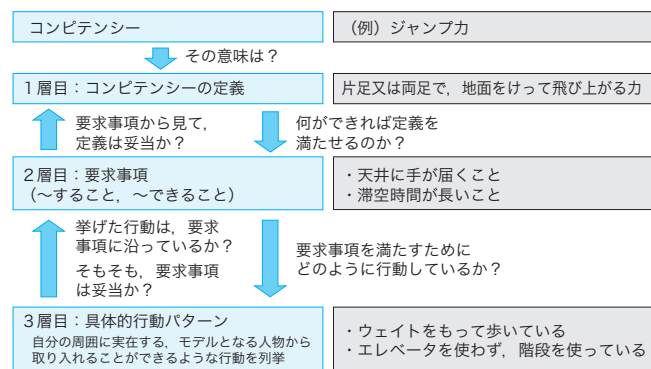 コンピテンシー
（例）ジャンプ力
その意味は？
1層目：コンピテンシーの定義
片足又は両足で，地面をけって飛び上がる力
要求事項から見て，
定義は妥当か？
何ができれば定義を
満たせるのか？
2層目：要求事項
（～すること，～できること）
・天井に手が届くこと
・滞空時間が長いこと
挙げた行動は，要求
事項に沿っているか？
そもそも，要求事項
は妥当か？
要求事項を満たすために
どのように行動しているか？
3層目：具体的行動パターン
自分の周囲に実在する，モデルとなる人物から
取り入れることができるような行動を列挙
・ウェイトをもって歩いている
・エレベータを使わず，階段を使っている